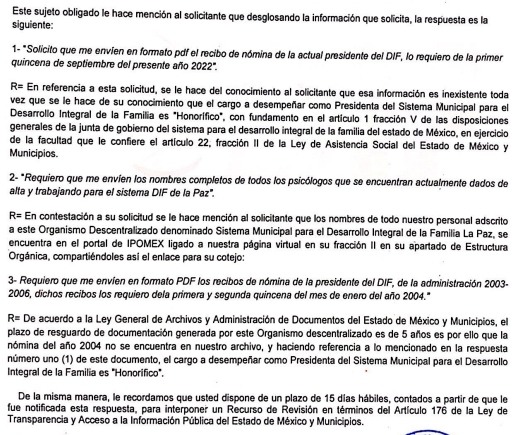 Este sujeto obligado le hace mención al solicitante que desglosando la información que solicita, la respuesta es la
siguiente:
1- "Solicito que me envíen en formato pdf el recibo de nómina de la actual presidente del DIF, lo requiero de la primer
quincena de septiembre del presente año 2022".
R= En referencia a esta solicitud, se le hace del conocimiento al solicitante que esa información es inexistente toda
vez que se le hace de su conocimiento que el cargo a desempeñar como Presidenta del Sistema Municipal para el
Desarrollo Integral de la Familia es "Honorífico", con fundamento en el artículo 1 fracción V de las disposiciones
generales de la junta de gobierno del sistema para el desarrollo integral de la familia del estado de México, en ejercicio
de la facultad que le confiere el artículo 22, fracción II de la Ley de Asistencia Social del Estado de México y
Municipios.
2- "Requiero que me envíen los nombres completos de todos los psicólogos que se encuentran actualmente dados de
alta y trabajando para el sistema DIF de la Paz".
R= En contestación a su solicitud se le hace mención al solicitante que los nombres de todo nuestro personal adscrito
a este Organismo Descentralizado denominado Sistema Municipal para el Desarrollo Integral de la Familia La Paz, se
encuentra en el portal de IPOMEX ligado a nuestra página virtual en su fracción II en su apartado de Estructura
Orgánica, compartiéndoles así el enlace para su cotejo:
3- Requiero que me envíen en formato PDF los recibos de nómina de la presidente del DIF, de la administración 2003-
2006, dichos recibos los requiero dela primera y segunda quincena del mes de enero del año 2004."
R= De acuerdo a la Ley General de Archivos y Administración de Documentos del Estado de México y Municipios, el
plazo de resguardo de documentación generada por este Organismo descentralizado es de 5 años es por ello que la
nómina del año 2004 no se encuentra en nuestro archivo, y haciendo referencia a lo mencionado en la respuesta
número uno (1) de este documento, el cargo a desempeñar como Presidenta del Sistema Municipal para el Desarrollo
Integral de la Familia es "Honorífico".
De la misma manera, le recordamos que usted dispone de un plazo de 15 días hábiles, contados a partir de que le
fue notificada esta respuesta, para interponer un Recurso de Revisión en términos del Artículo 176 de la Ley de
Transparencia y Acceso a la Información Pública del Estado de México y Municipios.